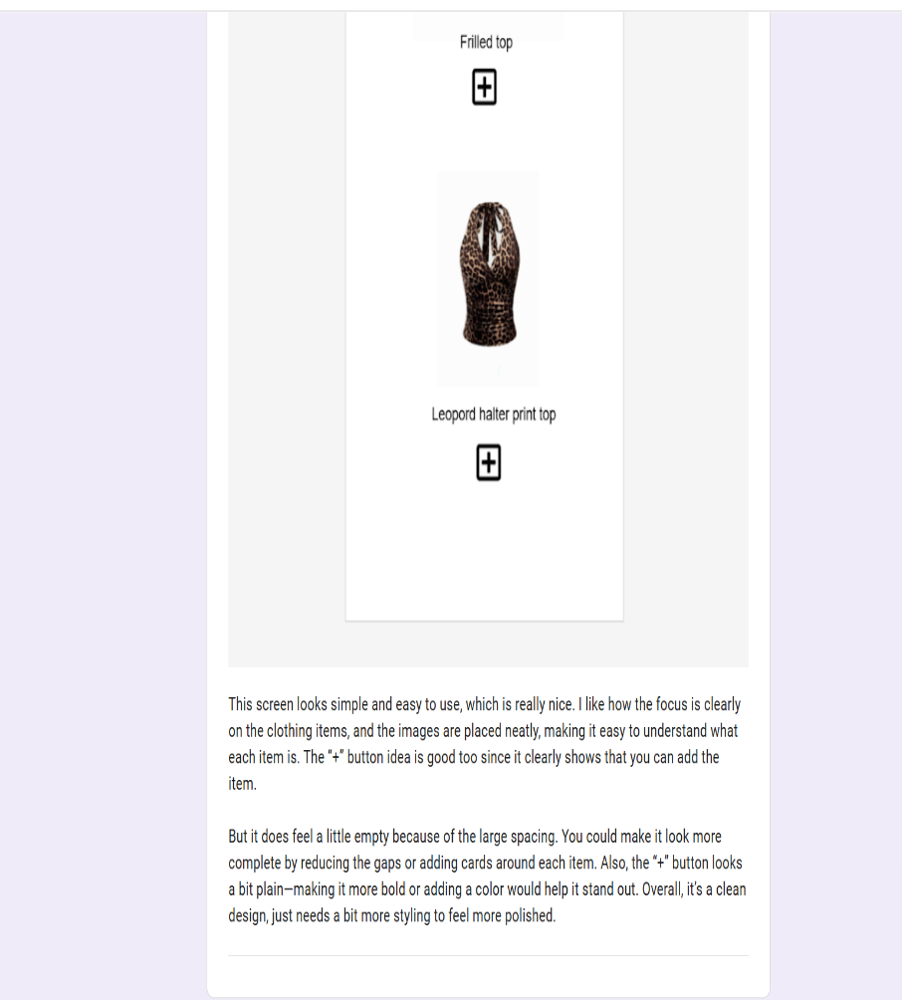 Frilled top
Leopord halter print top
This screen looks simple and easy to use, which is really nice. I like how the focus is clearly
on the clothing items, and the images are placed neatly, making it easy to understand what
each item is. The “+” button idea is good too since it clearly shows that you can add the
item.
But it does feel a little empty because of the large spacing. You could make it look more
complete by reducing the gaps or adding cards around each item. Also, the “+” button looks
a bit plain—making it more bold or adding a color would help it stand out. Overall, it’s a clean
design, just needs a bit more styling to feel more polished.